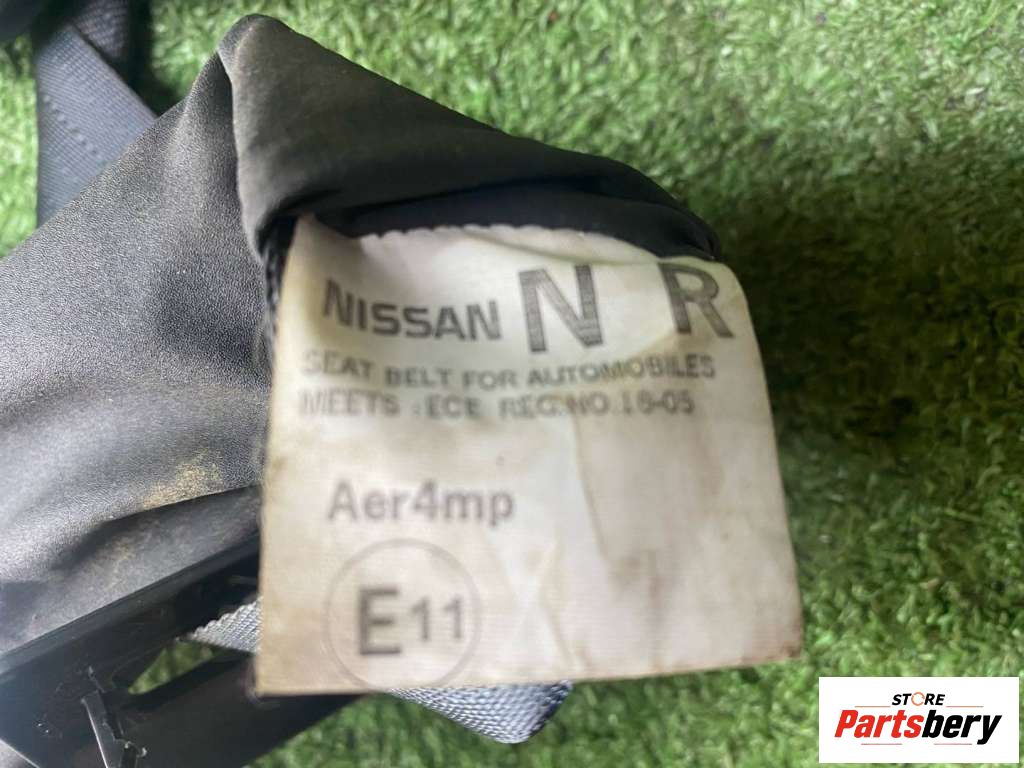 NISSAN N R
SEAT BELT FOR AUTOMOBILES
MEETS :ECE REG.NO.16-05
Aer4mp
E11
STORE
Partsbery